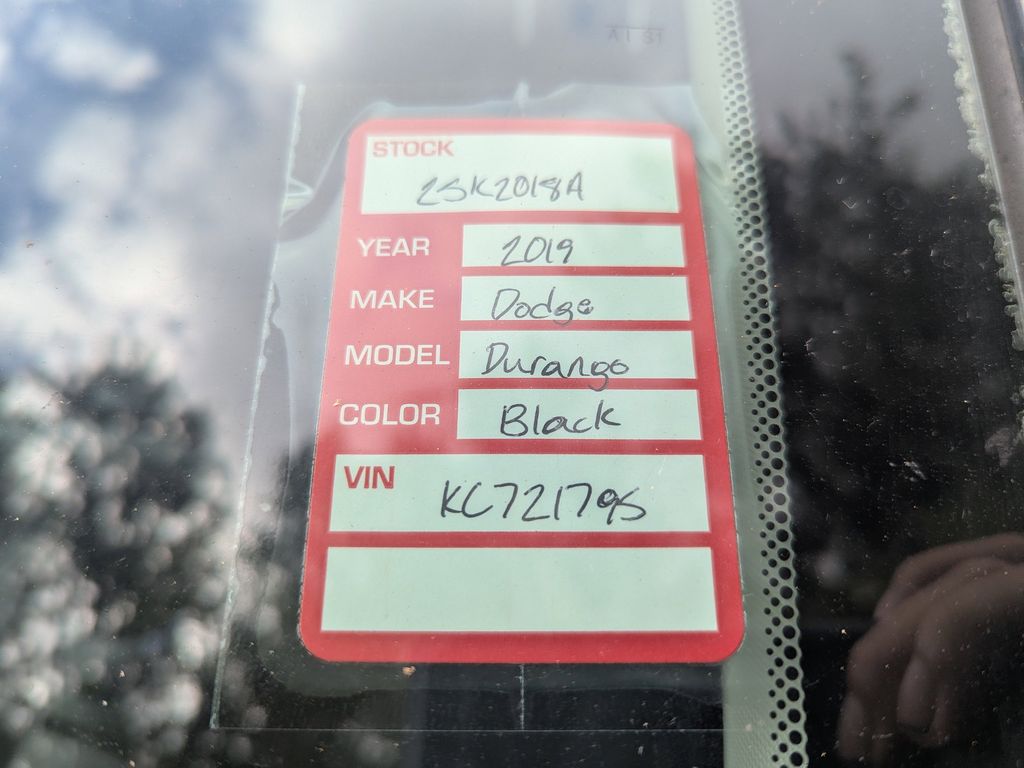 STOCK
25K2018A
YEAR 2019
MAKE Dodge
MODEL Durango
COLOR Black
VIN KC721795